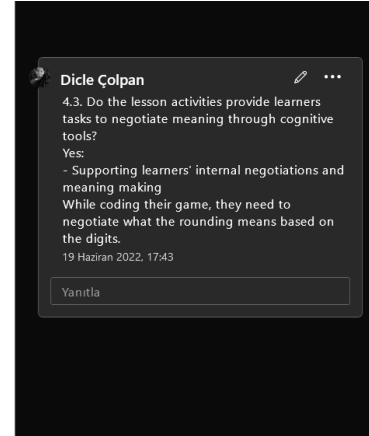 Dicle Çolpan
4.3. Do the lesson activities provide learners
tasks to negotiate meaning through cognitive
tools?
Yes:
- Supporting learners' internal negotiations and
meaning making
While coding their game, they need to
negotiate what the rounding means based on
the digits.
19 Haziran 2022, 17:43
Yanıtla